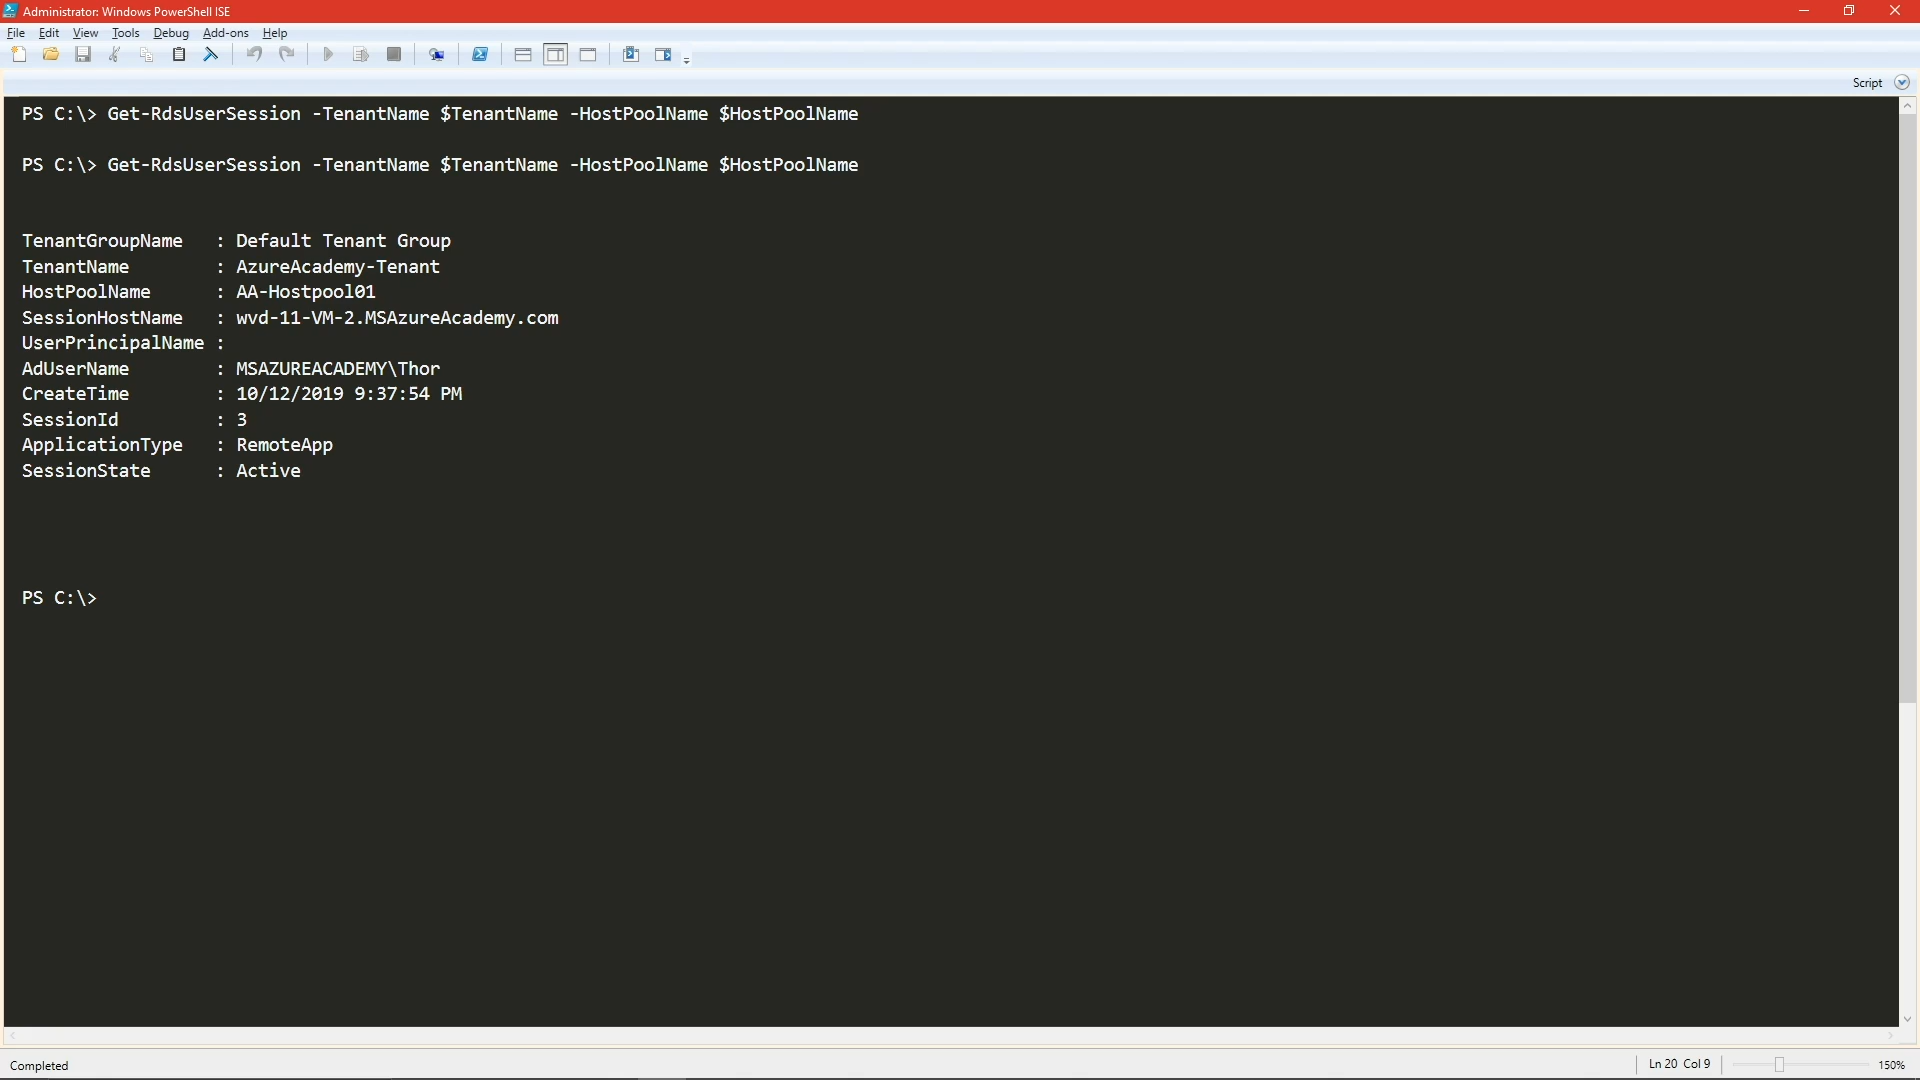 Administrator: Windows PowerShell ISE
File Edit View Tools Debug Add-ons Help
Script
PS C:\> Get-RdsUserSession -TenantName $TenantName -HostPoolName $HostPoolName
PS C:\> Get-RdsUserSession -TenantName $TenantName -HostPoolName $HostPoolName
TenantGroupName : Default Tenant Group
TenantName : AzureAcademy-Tenant
HostPoolName : AA-Hostpool01
SessionHostName : wvd-11-VM-2.MSAzureAcademy.com
UserPrincipalName :
AdUserName : MSAZUREACADEMY\Thor
CreateTime : 10/12/2019 9:37:54 PM
SessionId : 3
ApplicationType : RemoteApp
SessionState : Active
PS C:\>
Completed
Ln 20 Col 9
150%